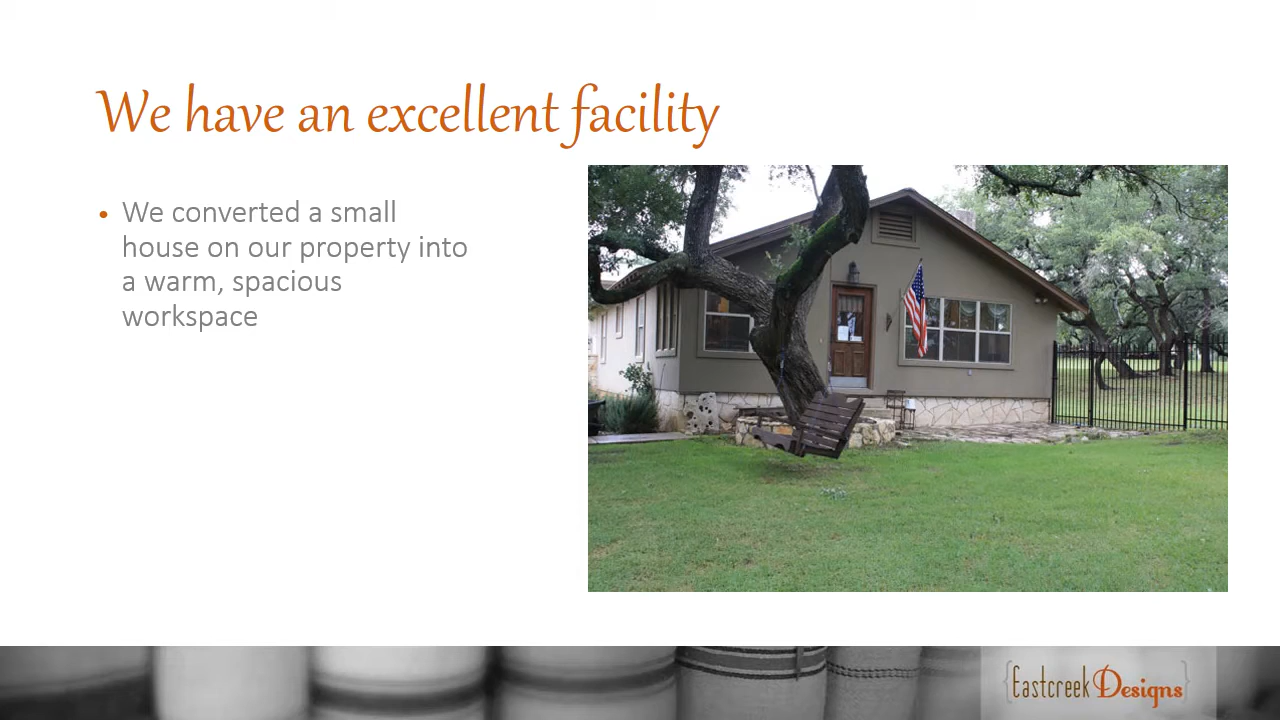 We have an excellent facility
• We converted a small
house on our property into
a warm, spacious
workspace
{Eastcreek Designs}